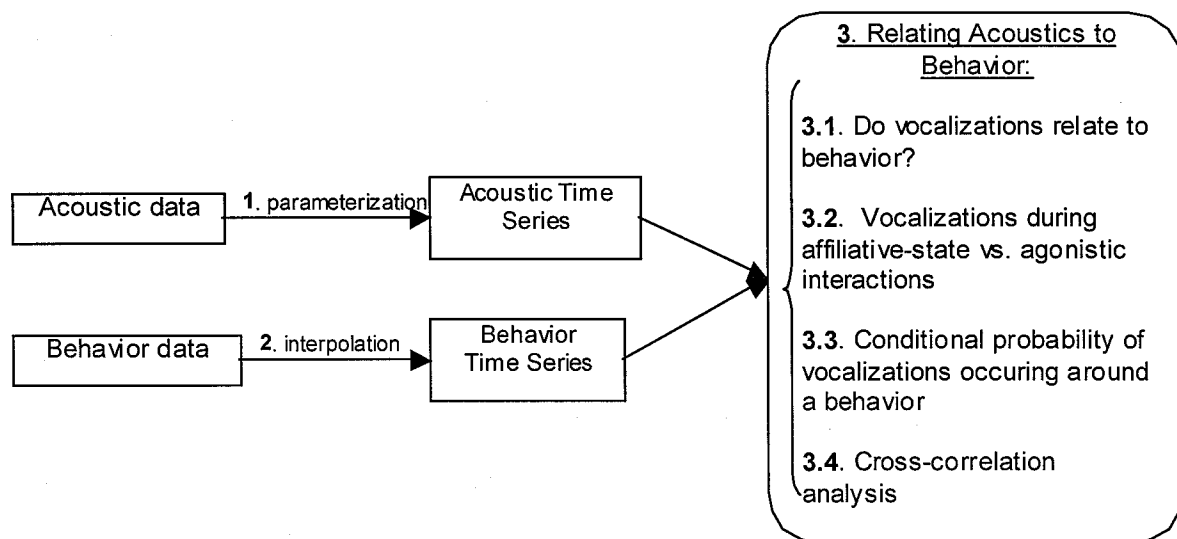 Acoustic data
1. parameterization
Acoustic Time
Series
Behavior data
2. interpolation
Behavior
Time Series
3. Relating Acoustics to
Behavior:
3.1. Do vocalizations relate to
behavior?
3.2. Vocalizations during
affiliative-state vs. agonistic
interactions
3.3. Conditional probability of
vocalizations occuring around
a behavior
3.4. Cross-correlation
analysis